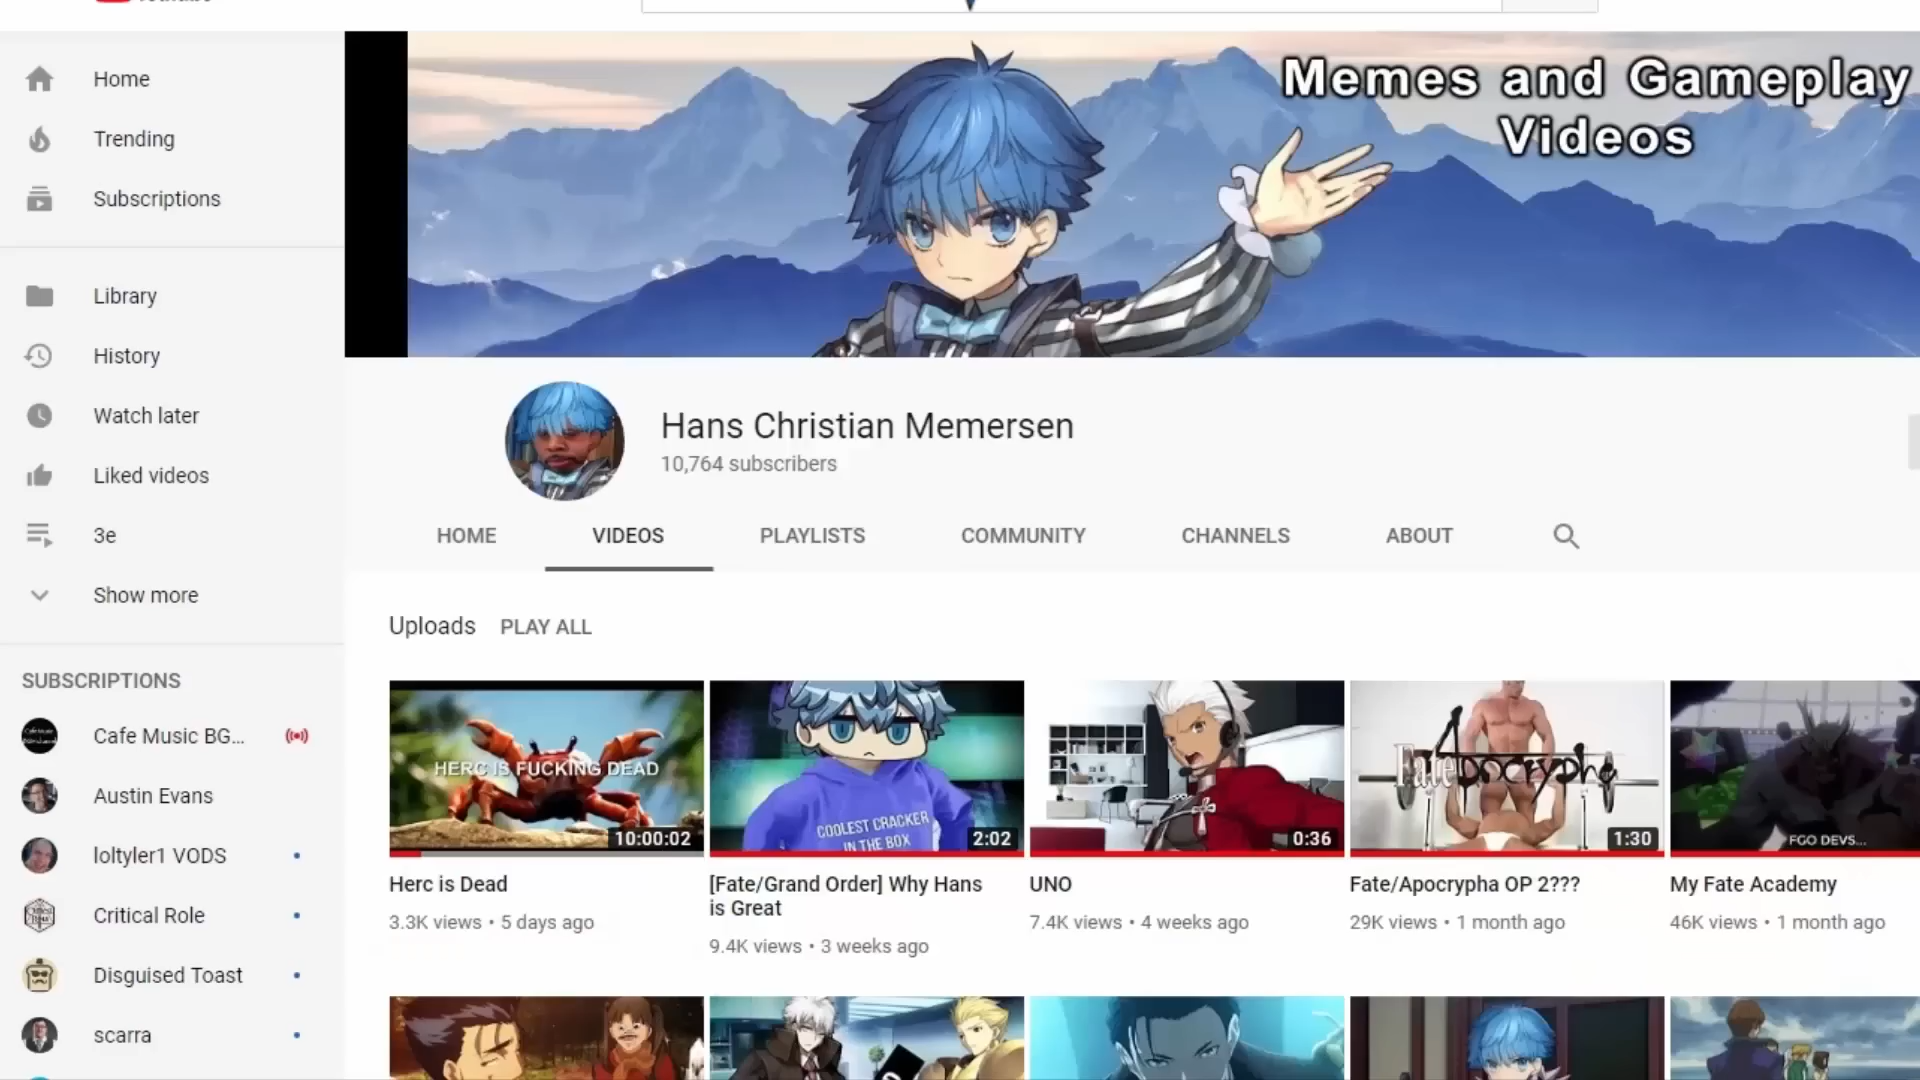 Memes and Gameplay
Videos
Home
Trending
Subscriptions
Library
History
Watch later
Liked videos
3e
Show more
SUBSCRIPTIONS
Cafe Music BG...
Austin Evans
loltyler1 VODS
Critical Role
Disguised Toast
scarra
Hans Christian Memersen
10,764 subscribers
HOME VIDEOS PLAYLISTS COMMUNITY CHANNELS ABOUT
Uploads PLAY ALL
HERC IS FUCKING DEAD
10:00:02
Herc is Dead
3.3K views • 5 days ago
COOLEST CRACKER
IN THE BOX
2:02
[Fate/Grand Order] Why Hans
is Great
9.4K views • 3 weeks ago
0:36
UNO
7.4K views • 4 weeks ago
Fate Apocrypha
1:30
Fate/Apocrypha OP 2???
29K views • 1 month ago
FGO DEVS...
My Fate Academy
46K views • 1 month ago